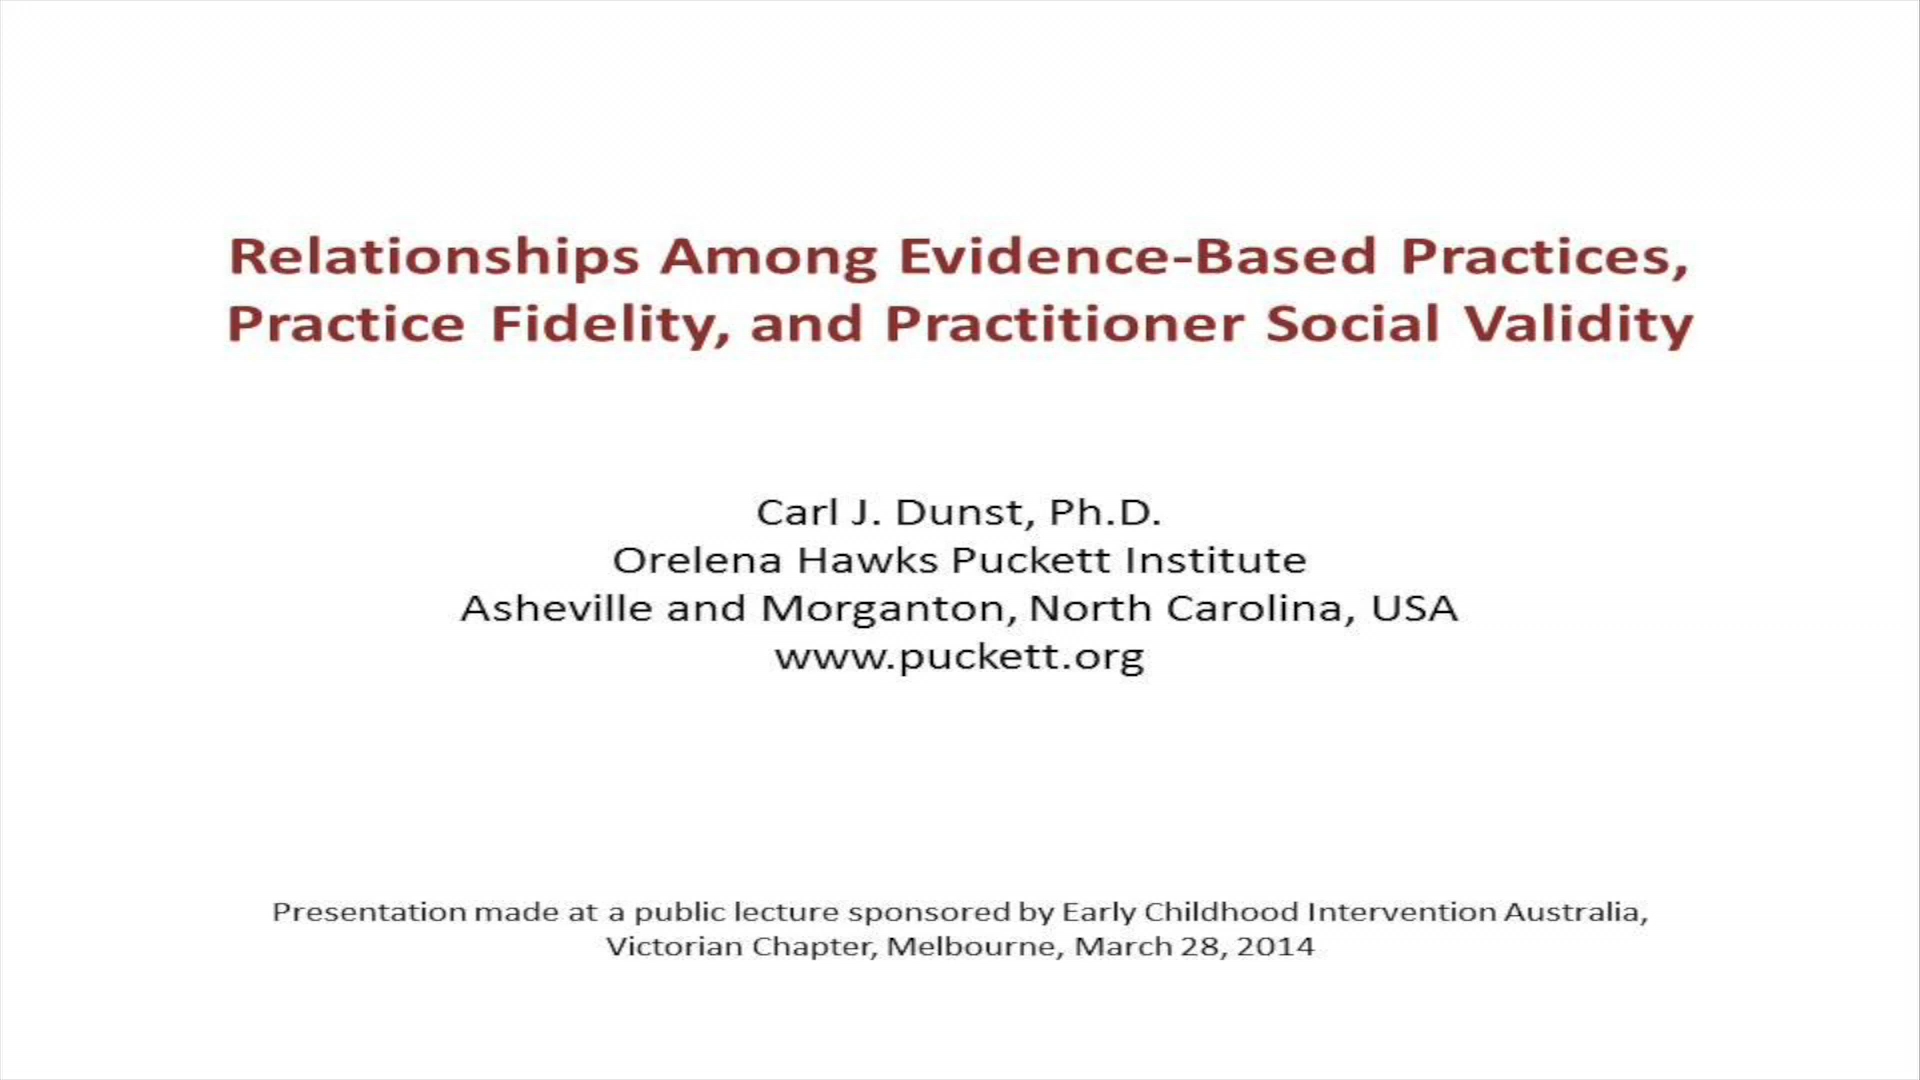 Relationships Among Evidence-Based Practices,
Practice Fidelity, and Practitioner Social Validity
Carl J. Dunst, Ph.D.
Orelena Hawks Puckett Institute
Asheville and Morganton, North Carolina, USA
www.puckett.org
Presentation made at a public lecture sponsored by Early Childhood Intervention Australia,
Victorian Chapter, Melbourne, March 28, 2014